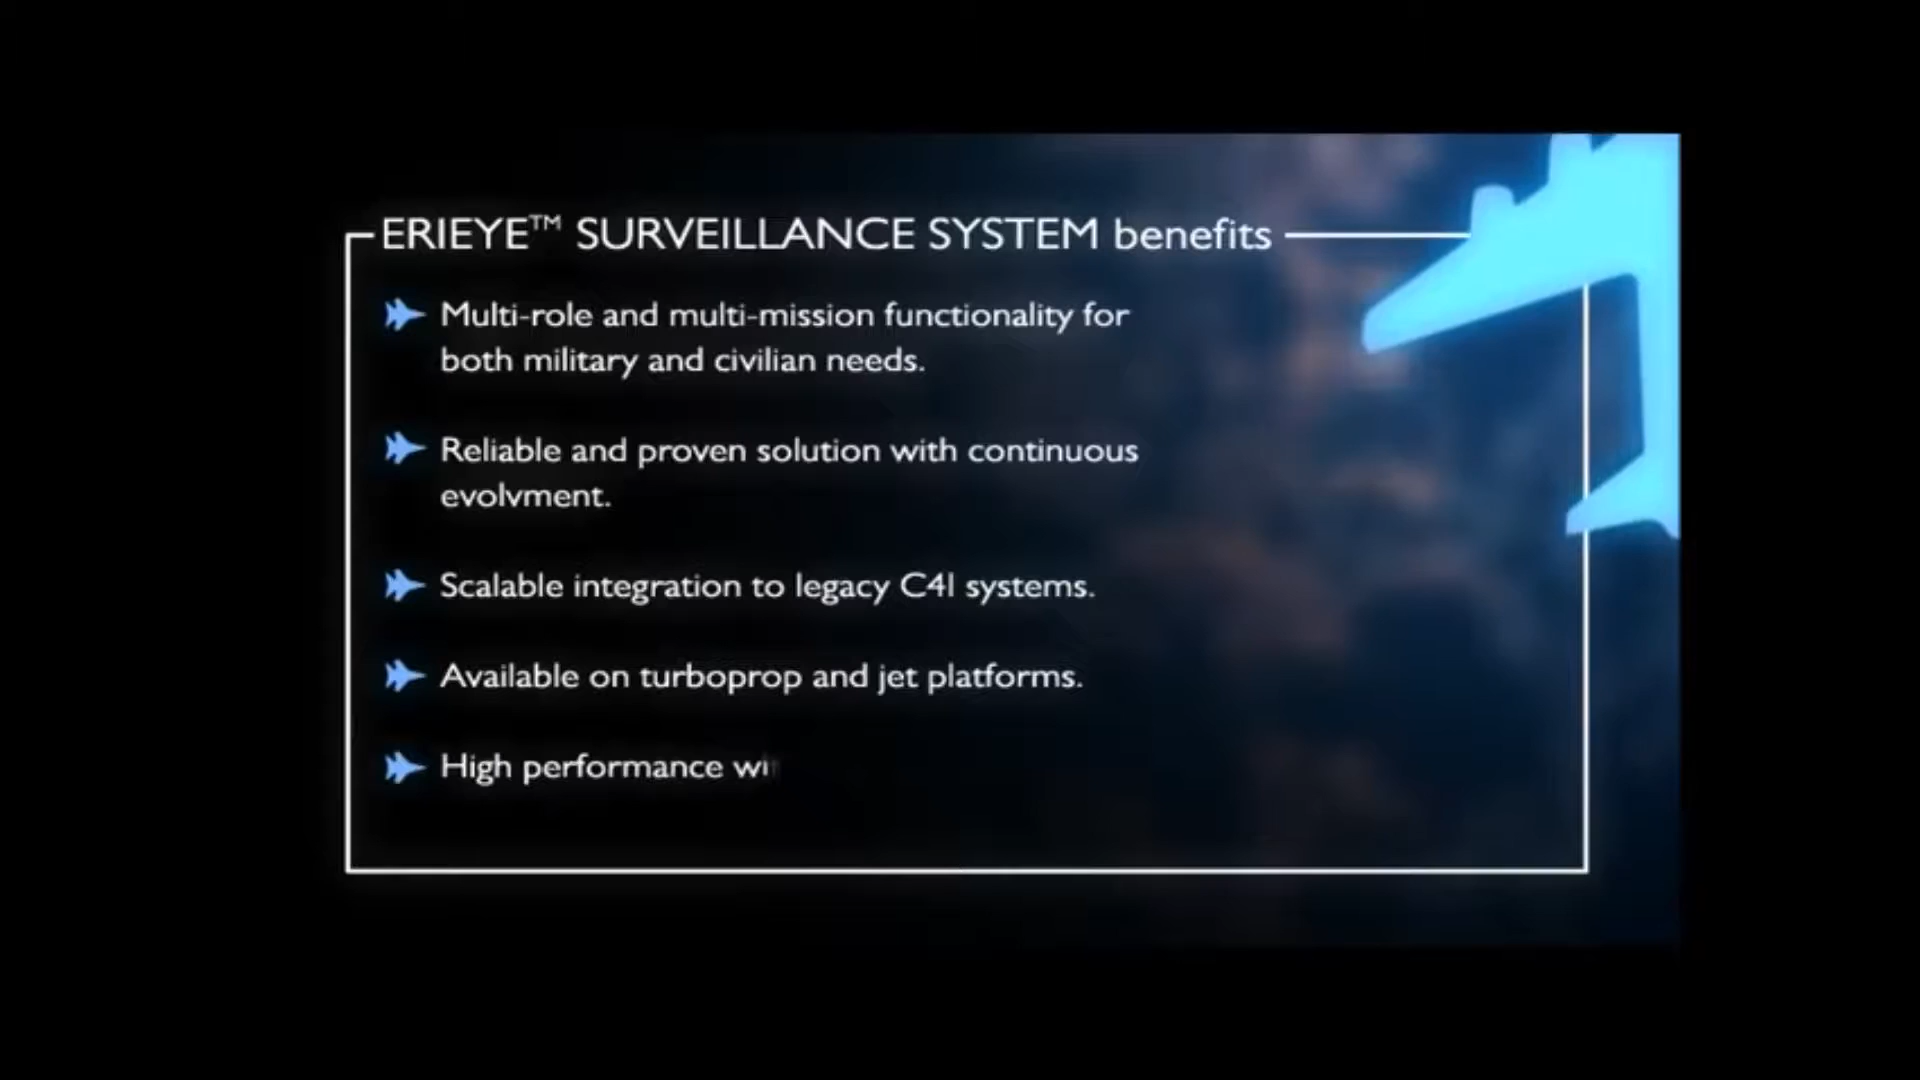 ERIEYE™ SURVEILLANCE SYSTEM benefits
Multi-role and multi-mission functionality for
both military and civilian needs.
Reliable and proven solution with continuous
evolvment.
Scalable integration to legacy C4I systems.
Available on turboprop and jet platforms.
High performance